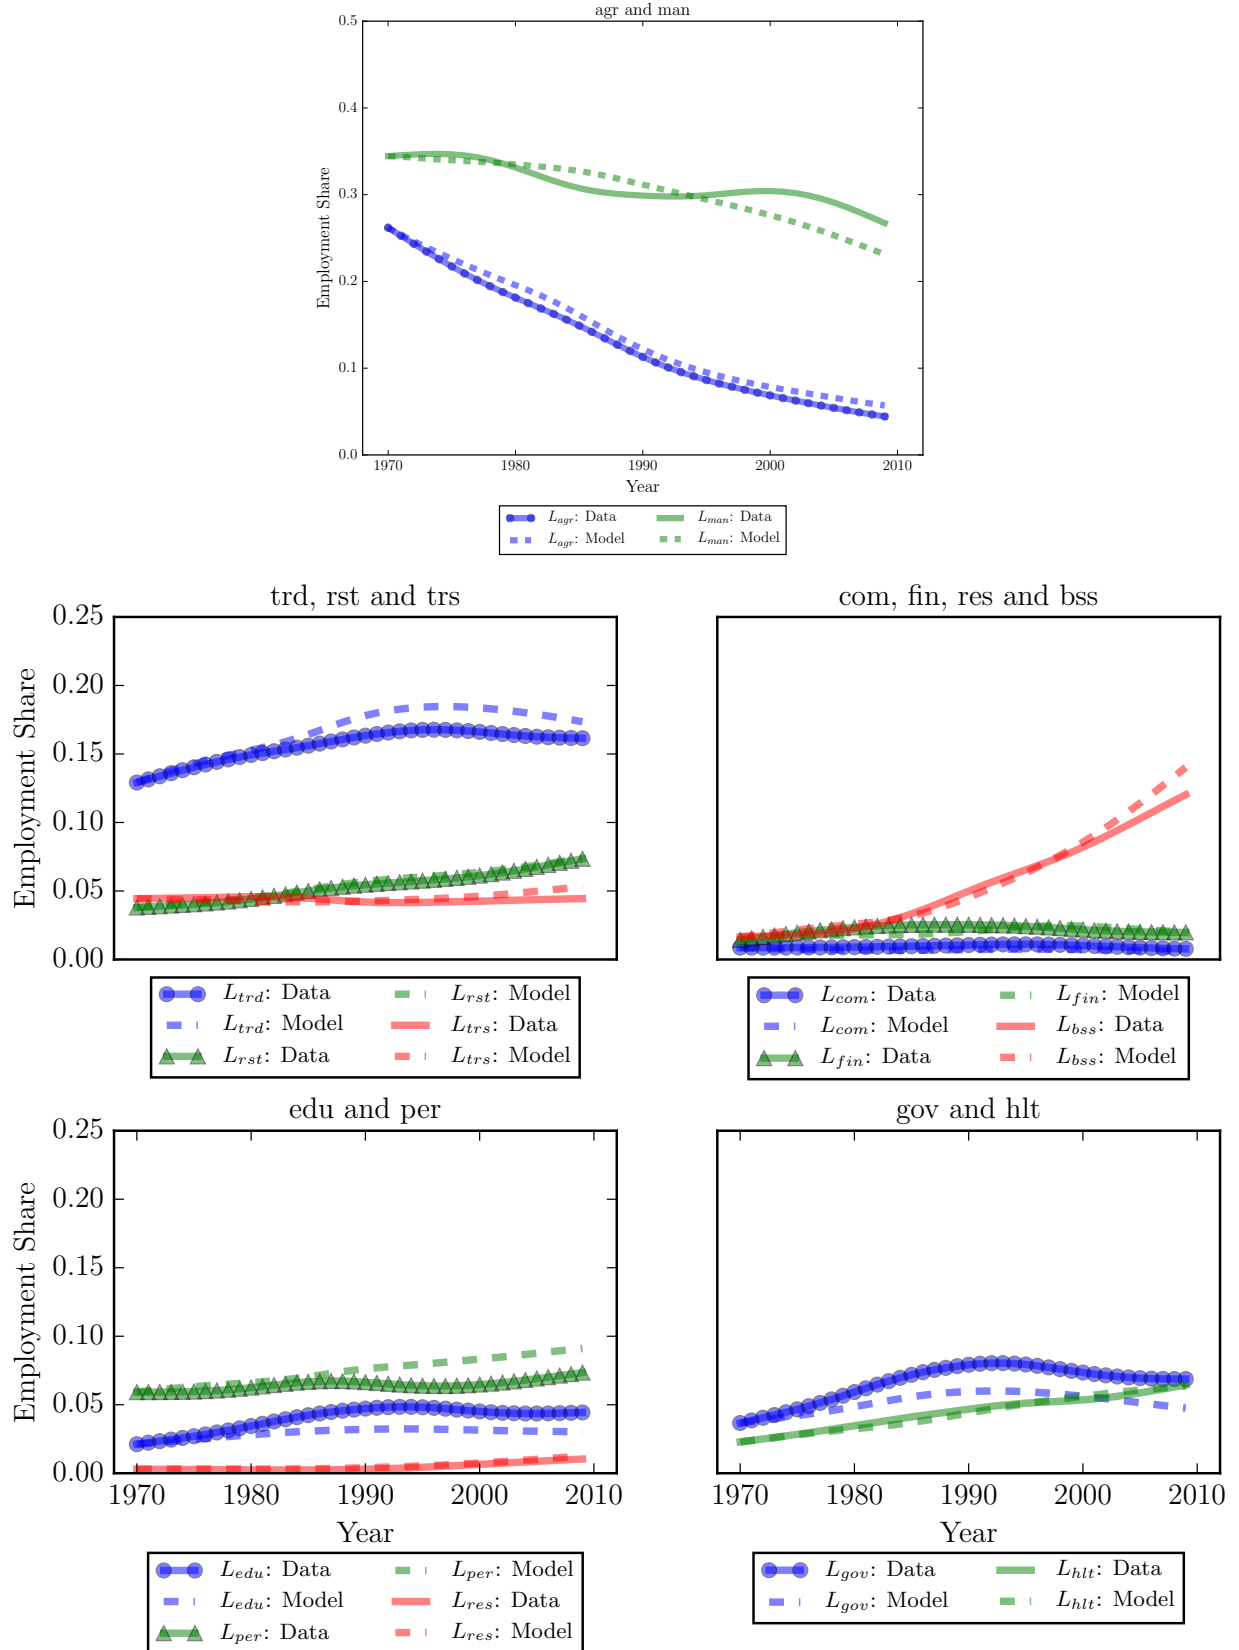 agr and man
0.5
0.4
0.3
0.2
0.1
0.0
Employment Share
1970 1980 1990 2000 2010
Year
L_agr: Data L_man: Data
L_agr: Model L_man: Model
trd, rst and trs
0.25
0.20
0.15
0.10
0.05
0.00
Employment Share
L_trd: Data L_rst: Model
L_trd: Model L_trs: Data
L_rst: Data L_trs: Model
com, fin, res and bss
L_com: Data L_fin: Model
L_com: Model L_bss: Data
L_fin: Data L_bss: Model
edu and per
0.25
0.20
0.15
0.10
0.05
0.00
Employment Share
1970 1980 1990 2000 2010
Year
L_edu: Data L_per: Model
L_edu: Model L_res: Data
L_per: Data L_res: Model
gov and hlt
1970 1980 1990 2000 2010
Year
L_gov: Data L_hlt: Data
L_gov: Model L_hlt: Model